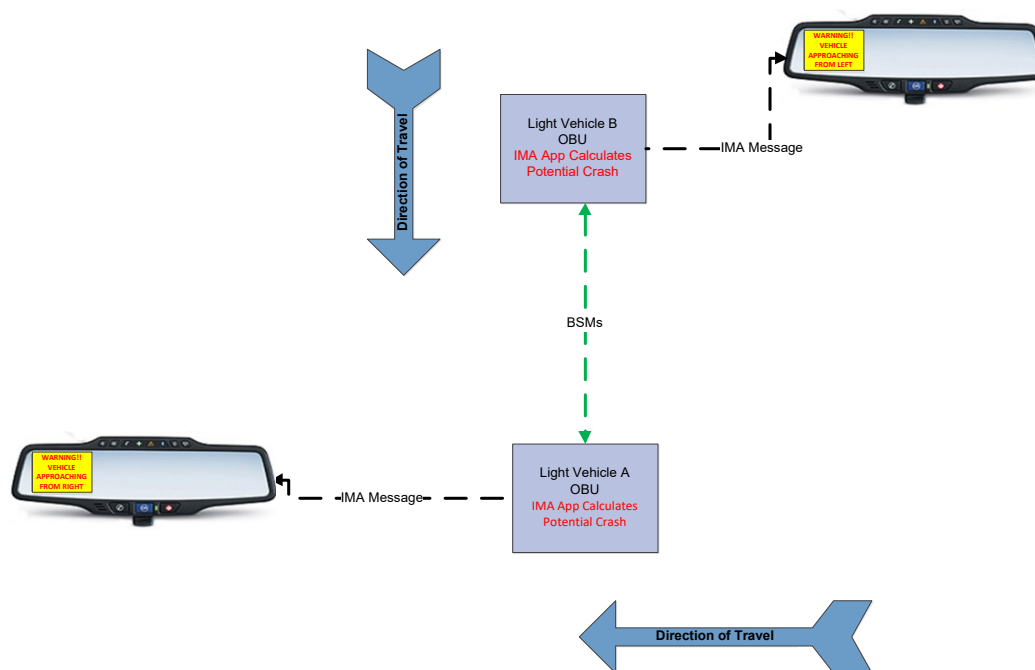 WARNING!!
VEHICLE
APPROACHING
FROM LEFT
Light Vehicle B
OBU
IMA App Calculates
Potential Crash
IMA Message
Direction of Travel
BSMs
WARNING!!
VEHICLE
APPROACHING
FROM RIGHT
IMA Message
Light Vehicle A
OBU
IMA App Calculates
Potential Crash
Direction of Travel